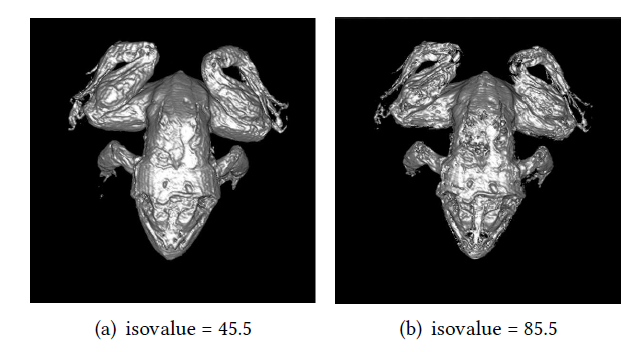 (a) isovalue = 45.5
(b) isovalue = 85.5